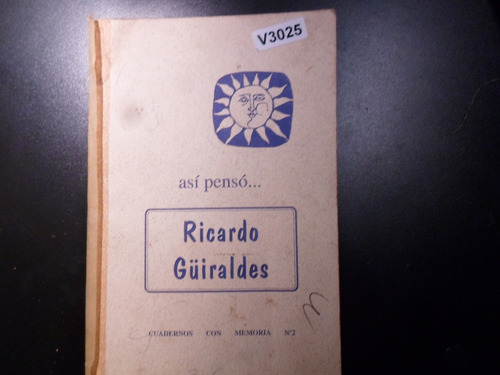 V3025
así pensó...
Ricardo
Güiraldes
CUADERNOS CON MEMORIA Nº2